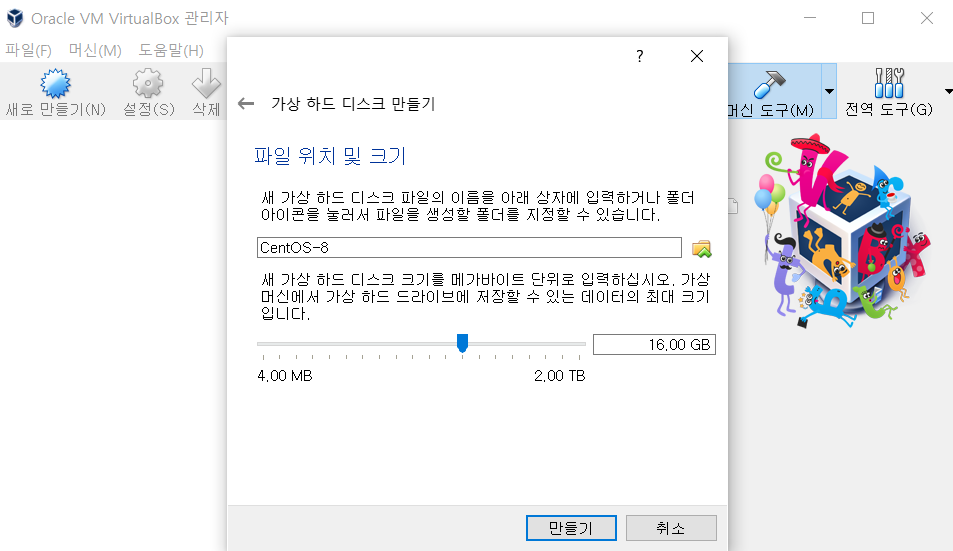 Oracle VM VirtualBox 관리자
파일(F) 머신(M) 도움말(H)
새로 만들기(N) 설정(S) 삭제
머신 도구(M) 전역 도구(G)
?
가상 하드 디스크 만들기
파일 위치 및 크기
새 가상 하드 디스크 파일의 이름을 아래 상자에 입력하거나 폴더
아이콘을 눌러서 파일을 생성할 폴더를 지정할 수 있습니다.
CentOS-8
새 가상 하드 디스크 크기를 메가바이트 단위로 입력하십시오. 가상
머신에서 가상 하드 드라이브에 저장할 수 있는 데이터의 최대 크기
입니다.
16,00 GB
4,00 MB 2,00 TB
만들기 취소